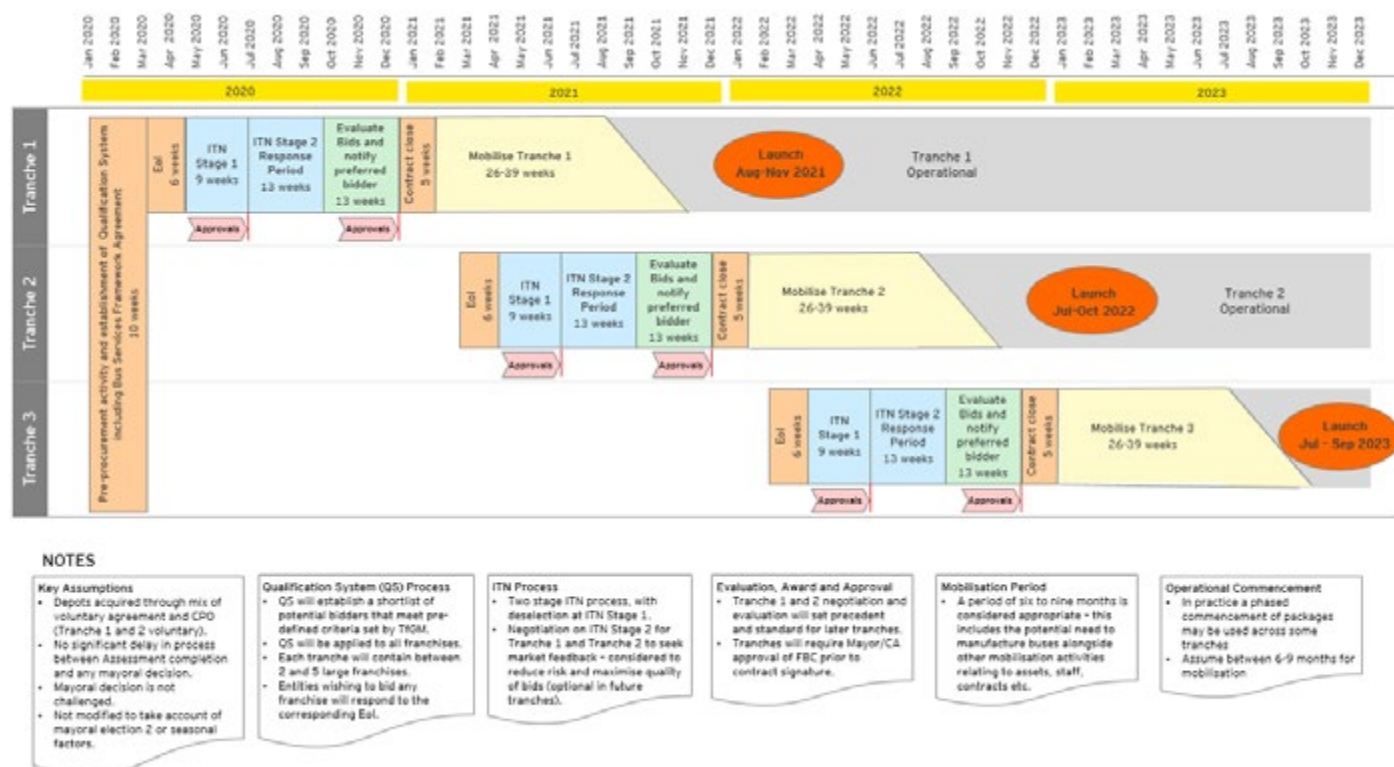 Jan 2020
Feb 2020
Mar 2020
Apr 2020
May 2020
Jun 2020
Jul 2020
Aug 2020
Sep 2020
Oct 2020
Nov 2020
Dec 2020
Jan 2021
Feb 2021
Mar 2021
Apr 2021
May 2021
Jun 2021
Jul 2021
Aug 2021
Sep 2021
Oct 2021
Nov 2021
Dec 2021
Jan 2022
Feb 2022
Mar 2022
Apr 2022
May 2022
Jun 2022
Jul 2022
Aug 2022
Sep 2022
Oct 2022
Nov 2022
Dec 2022
Jan 2023
Feb 2023
Mar 2023
Apr 2023
May 2023
Jun 2023
Jul 2023
Aug 2023
Sep 2023
Oct 2023
Nov 2023
Dec 2023
2020
2021
2022
2023
Pre-procurement activity and establishment of Qualification System
including Bus Services Framework Agreement
10 weeks
Tranche 1
EoI
6 weeks
ITN
Stage 1
9 weeks
ITN Stage 2
Response
Period
13 weeks
Evaluate
Bids and
notify
preferred
bidder
13 weeks
Contract close
5 weeks
Mobilise Tranche 1
26-39 weeks
Launch
Aug-Nov 2021
Tranche 1
Operational
Approvals
Approvals
Tranche 2
EoI
6 weeks
ITN
Stage 1
9 weeks
ITN Stage 2
Response
Period
13 weeks
Evaluate
Bids and
notify
preferred
bidder
13 weeks
Contract close
5 weeks
Mobilise Tranche 2
26-39 weeks
Launch
Jul-Oct 2022
Tranche 2
Operational
Approvals
Approvals
Tranche 3
EoI
6 weeks
ITN
Stage 1
9 weeks
ITN Stage 2
Response
Period
13 weeks
Evaluate
Bids and
notify
preferred
bidder
13 weeks
Contract close
5 weeks
Mobilise Tranche 3
26-39 weeks
Launch
Jul - Sep 2023
Approvals
Approvals
NOTES
Key Assumptions
• Depots acquired through mix of
voluntary agreement and CPO
(Tranche 1 and 2 voluntary).
• No significant delay in process
between Assessment completion
and any mayoral decision.
• Mayoral decision is not
challenged.
• Not modified to take account of
mayoral election 2 or seasonal
factors.
Qualification System (QS) Process
• QS will establish a shortlist of
potential bidders that meet pre-
defined criteria set by TfGM.
• QS will be applied to all franchises.
• Each tranche will contain between
2 and 5 large franchises.
• Entities wishing to bid any
franchise will respond to the
corresponding EoI.
ITN Process
• Two stage ITN process, with
deselection at ITN Stage 1.
• Negotiation on ITN Stage 2 for
Tranche 1 and Tranche 2 to seek
market feedback - considered to
reduce risk and maximise quality
of bids (optional in future
tranches).
Evaluation, Award and Approval
• Tranche 1 and 2 negotiation and
evaluation will set precedent
and standard for later tranches.
• Tranches will require Mayor/CA
approval of FBC prior to
contract signature.
Mobilisation Period
• A period of six to nine months is
considered appropriate - this
includes the potential need to
manufacture buses alongside
other mobilisation activities
relating to assets, staff,
contracts etc.
Operational Commencement
• In practice a phased
commencement of packages
may be used across some
tranches
• Assume between 6-9 months for
mobilisation